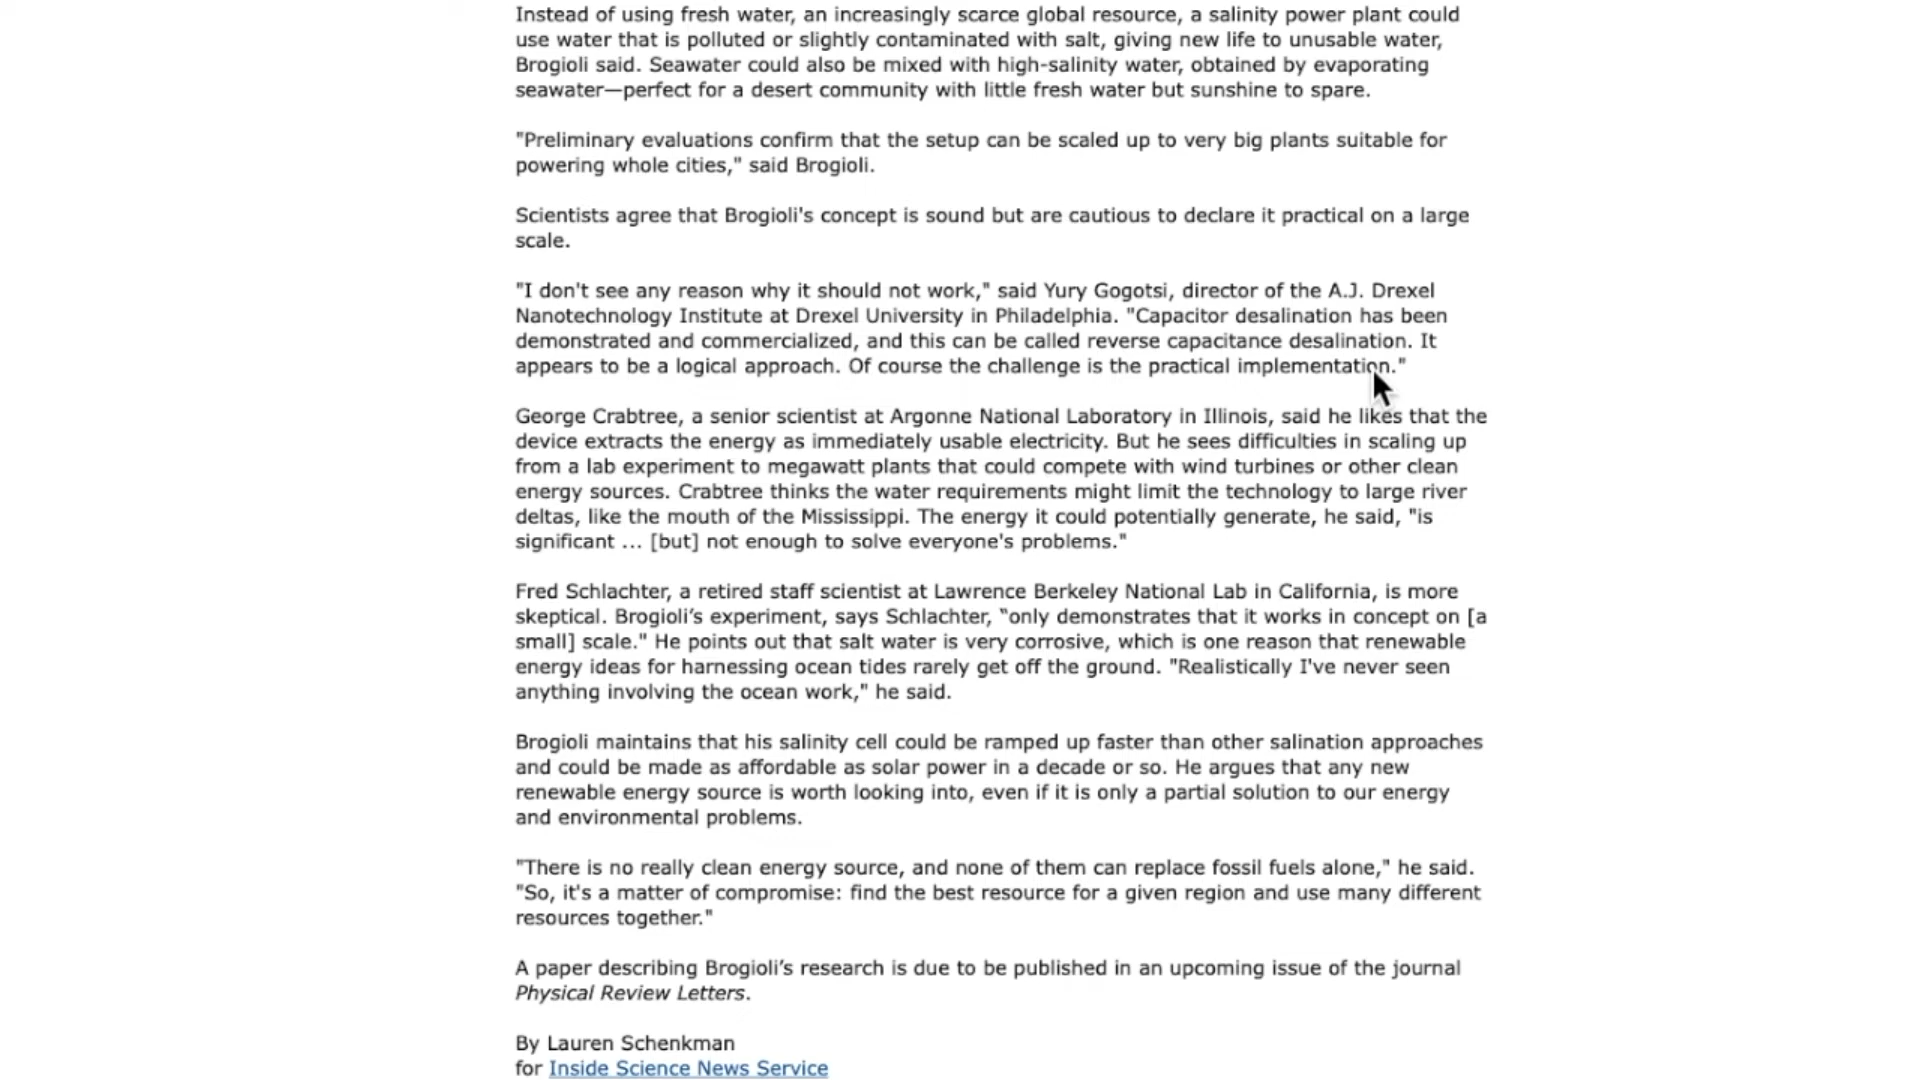 Instead of using fresh water, an increasingly scarce global resource, a salinity power plant could
use water that is polluted or slightly contaminated with salt, giving new life to unusable water,
Brogioli said. Seawater could also be mixed with high-salinity water, obtained by evaporating
seawater—perfect for a desert community with little fresh water but sunshine to spare.
"Preliminary evaluations confirm that the setup can be scaled up to very big plants suitable for
powering whole cities," said Brogioli.
Scientists agree that Brogioli's concept is sound but are cautious to declare it practical on a large
scale.
"I don't see any reason why it should not work," said Yury Gogotsi, director of the A.J. Drexel
Nanotechnology Institute at Drexel University in Philadelphia. "Capacitor desalination has been
demonstrated and commercialized, and this can be called reverse capacitance desalination. It
appears to be a logical approach. Of course the challenge is the practical implementation."
George Crabtree, a senior scientist at Argonne National Laboratory in Illinois, said he likes that the
device extracts the energy as immediately usable electricity. But he sees difficulties in scaling up
from a lab experiment to megawatt plants that could compete with wind turbines or other clean
energy sources. Crabtree thinks the water requirements might limit the technology to large river
deltas, like the mouth of the Mississippi. The energy it could potentially generate, he said, "is
significant ... [but] not enough to solve everyone's problems."
Fred Schlachter, a retired staff scientist at Lawrence Berkeley National Lab in California, is more
skeptical. Brogioli’s experiment, says Schlachter, “only demonstrates that it works in concept on [a
small] scale." He points out that salt water is very corrosive, which is one reason that renewable
energy ideas for harnessing ocean tides rarely get off the ground. "Realistically I've never seen
anything involving the ocean work," he said.
Brogioli maintains that his salinity cell could be ramped up faster than other salination approaches
and could be made as affordable as solar power in a decade or so. He argues that any new
renewable energy source is worth looking into, even if it is only a partial solution to our energy
and environmental problems.
"There is no really clean energy source, and none of them can replace fossil fuels alone," he said.
"So, it's a matter of compromise: find the best resource for a given region and use many different
resources together."
A paper describing Brogioli’s research is due to be published in an upcoming issue of the journal
Physical Review Letters.
By Lauren Schenkman
for Inside Science News Service